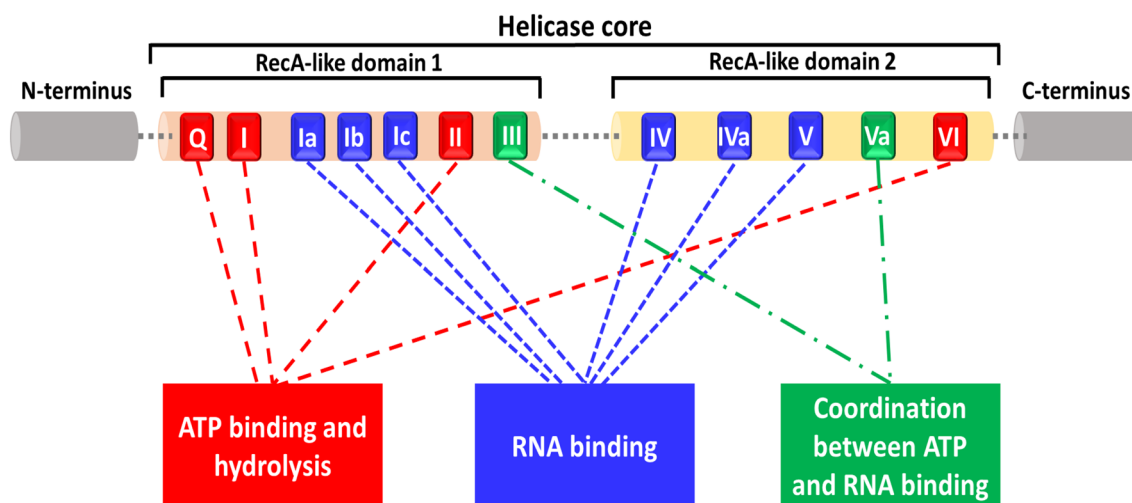 Helicase core
RecA-like domain 1
RecA-like domain 2
N-terminus
C-terminus
Q I Ia Ib Ic II III IV IVa V Va VI
ATP binding and
hydrolysis
RNA binding
Coordination
between ATP
and RNA binding